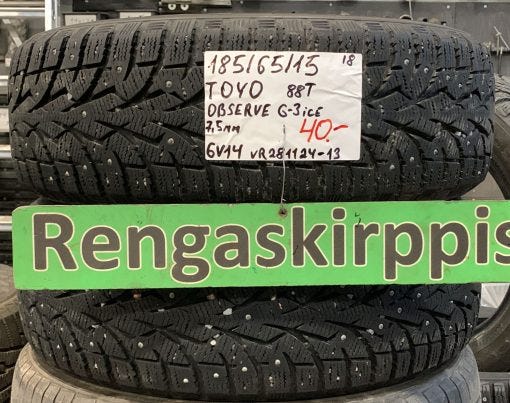 185/65/15 18
TOYO 88T
OBSERVE G-3ice
7,5mm 40.-
6V14 VR281124-13
Rengaskirppis